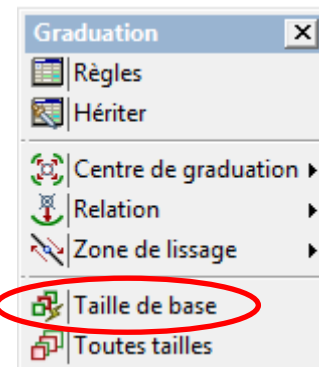 Graduation
Règles
Hériter
Centre de graduation
Relation
Zone de lissage
Taille de base
Toutes tailles